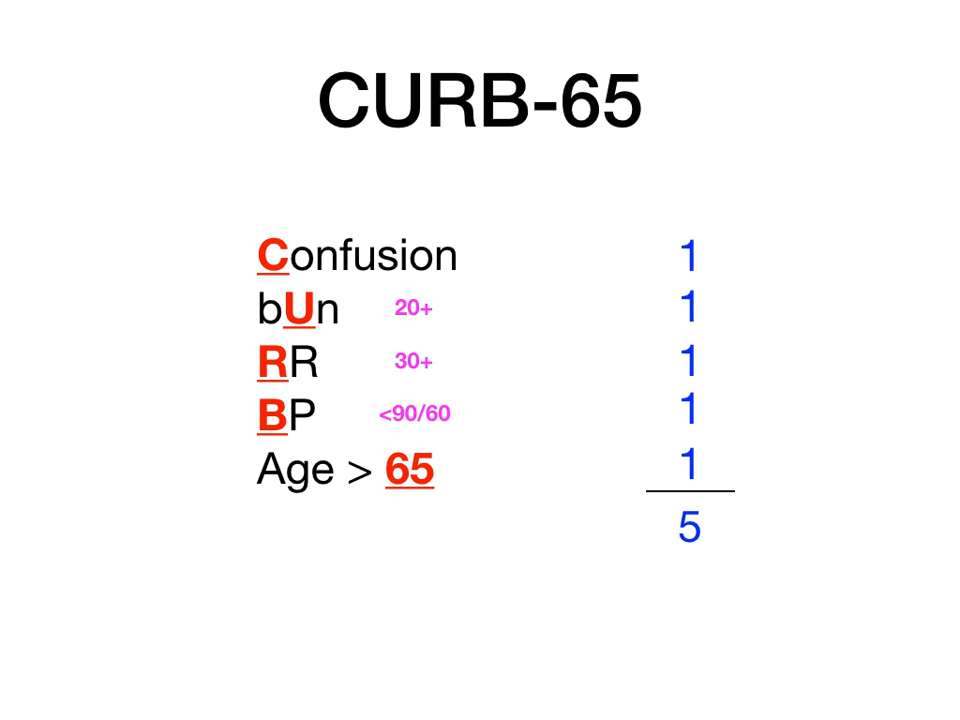 CURB-65
Confusion 1
bUn 20+ 1
RR 30+ 1
BP <90/60 1
Age > 65 1
5